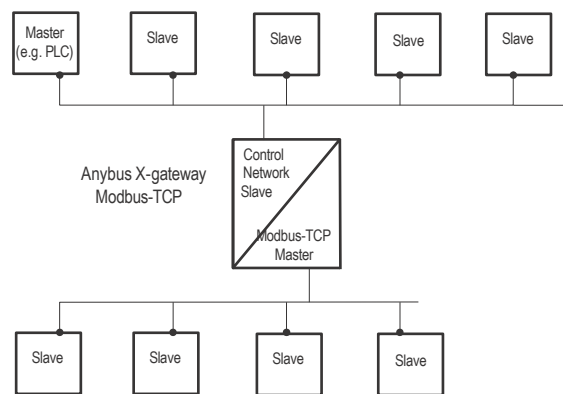 Master
(e.g. PLC)
Slave
Slave
Slave
Slave
Anybus X-gateway
Modbus-TCP
Control
Network
Slave
Modbus-TCP
Master
Slave
Slave
Slave
Slave